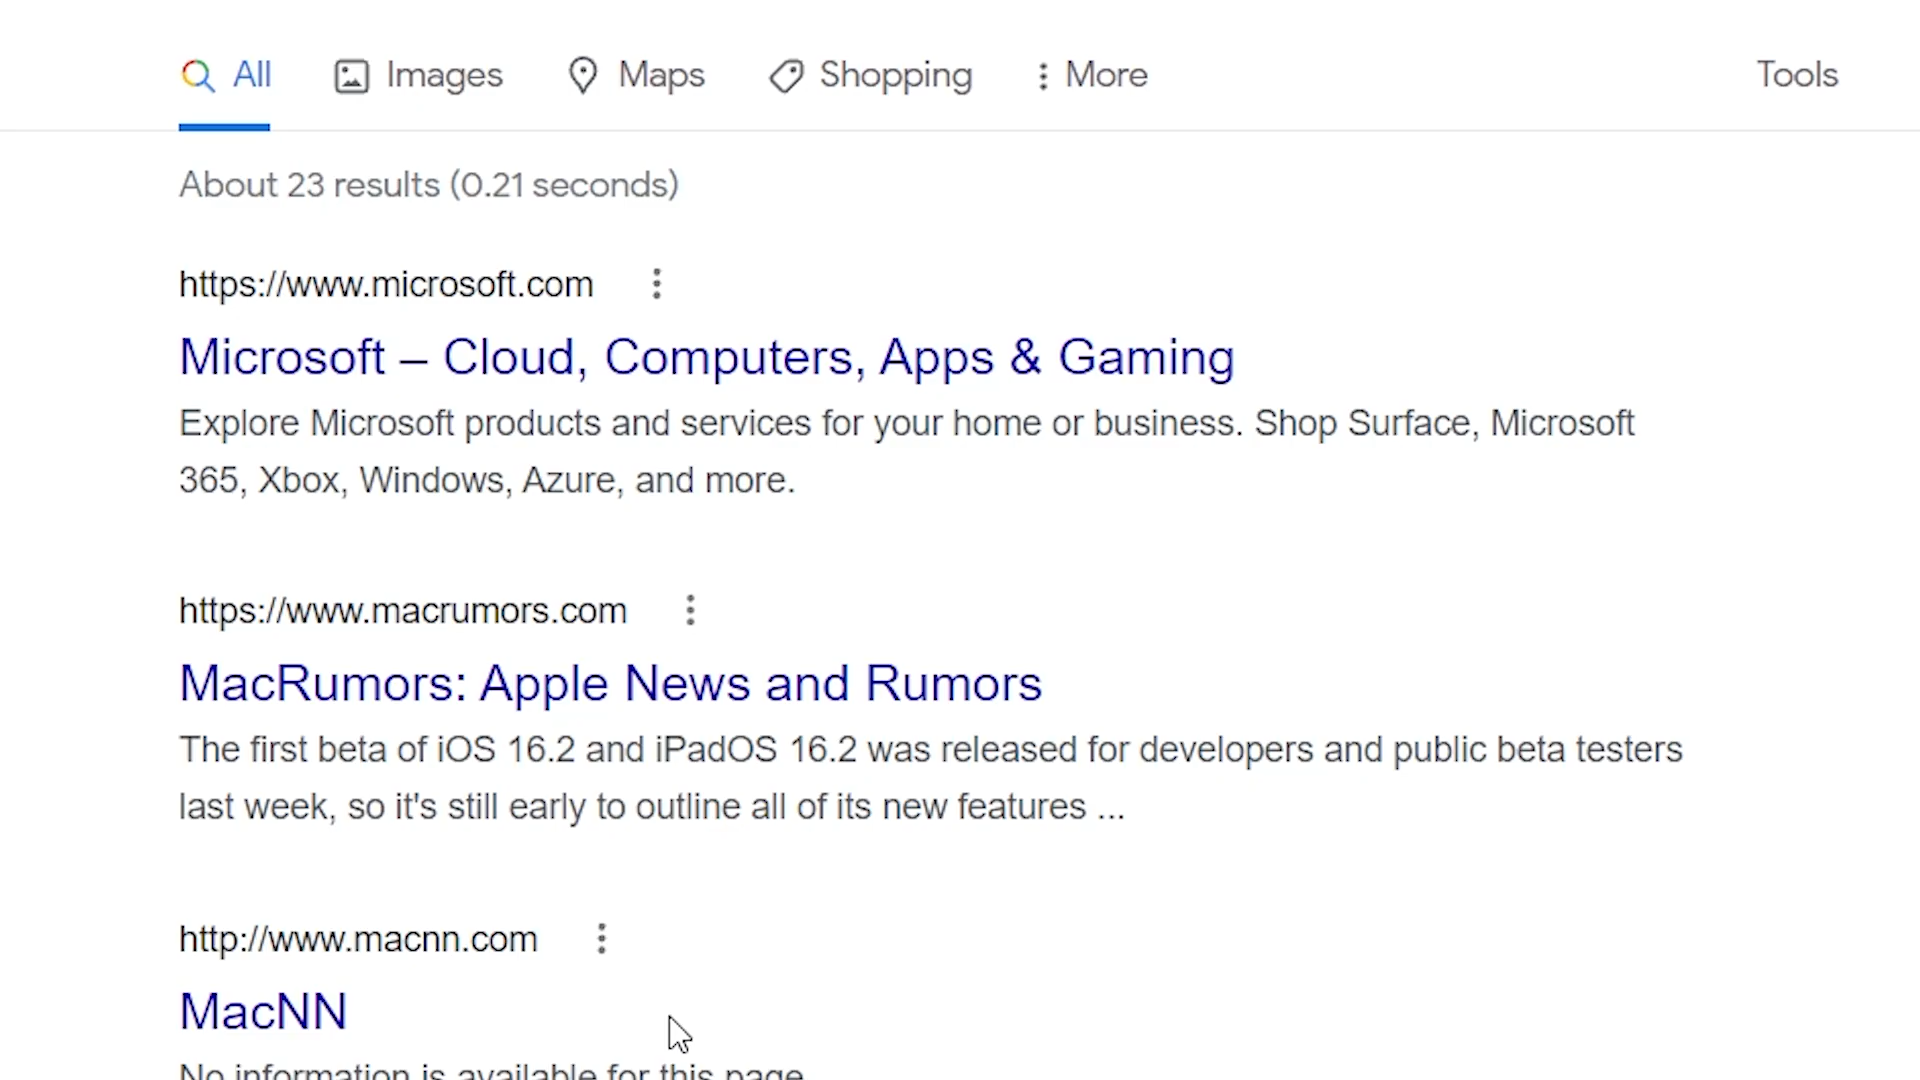 All Images Maps Shopping More Tools
About 23 results (0.21 seconds)
https://www.microsoft.com
Microsoft – Cloud, Computers, Apps & Gaming
Explore Microsoft products and services for your home or business. Shop Surface, Microsoft
365, Xbox, Windows, Azure, and more.
https://www.macrumors.com
MacRumors: Apple News and Rumors
The first beta of iOS 16.2 and iPadOS 16.2 was released for developers and public beta testers
last week, so it's still early to outline all of its new features ...
http://www.macnn.com
MacNN
No information is available for this page.